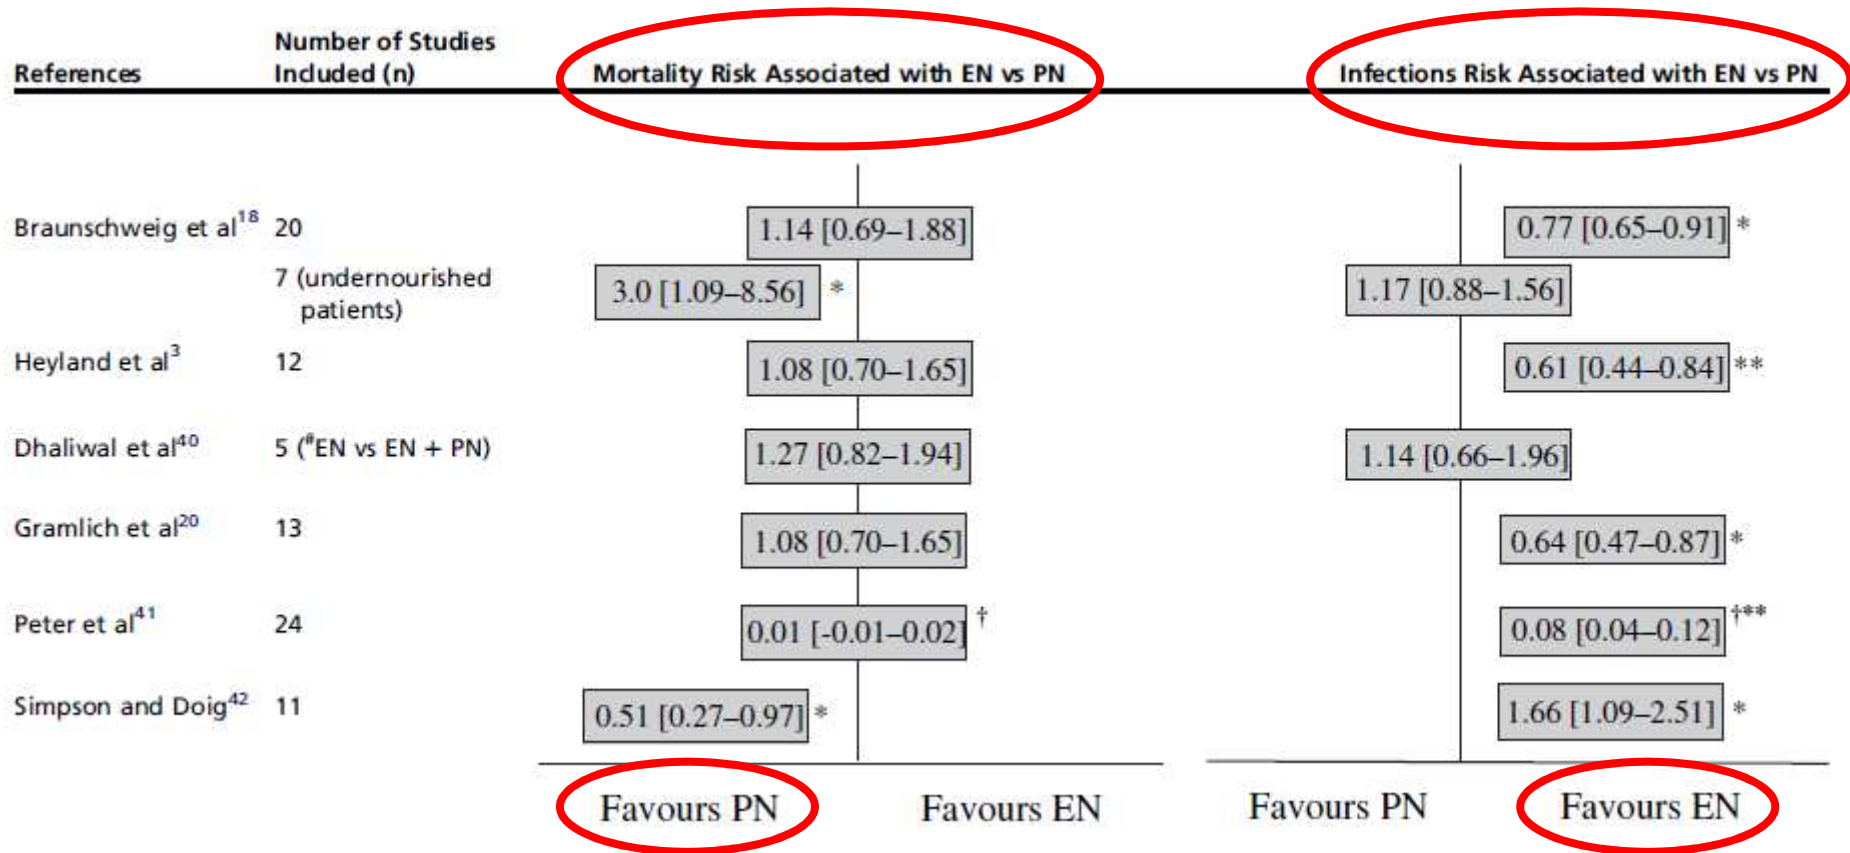 References Number of Studies Included (n) Mortality Risk Associated with EN vs PN Infections Risk Associated with EN vs PN
Braunschweig et al18 20 1.14 [0.69–1.88] 0.77 [0.65–0.91] *
7 (undernourished patients) 3.0 [1.09–8.56] * 1.17 [0.88–1.56]
Heyland et al3 12 1.08 [0.70–1.65] 0.61 [0.44–0.84] **
Dhaliwal et al40 5 (#EN vs EN + PN) 1.27 [0.82–1.94] 1.14 [0.66–1.96]
Gramlich et al20 13 1.08 [0.70–1.65] 0.64 [0.47–0.87] *
Peter et al41 24 0.01 [-0.01–0.02] † 0.08 [0.04–0.12] †**
Simpson and Doig42 11 0.51 [0.27–0.97] * 1.66 [1.09–2.51] *
Favours PN Favours EN Favours PN Favours EN